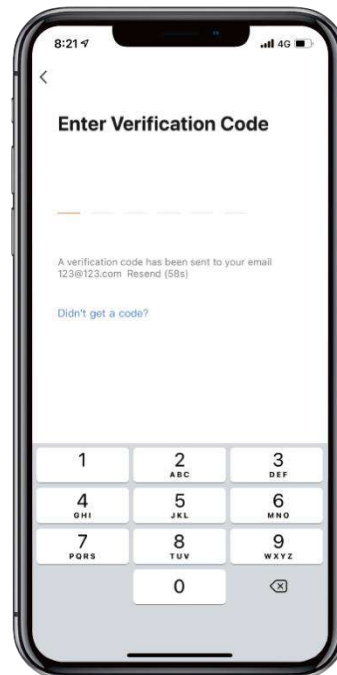 8:21
4G
Enter Verification Code
A verification code has been sent to your email
123@123.com Resend (58s)
Didn't get a code?
1
2
ABC
3
DEF
4
GHI
5
JKL
6
MNO
7
PQRS
8
TUV
9
WXYZ
0